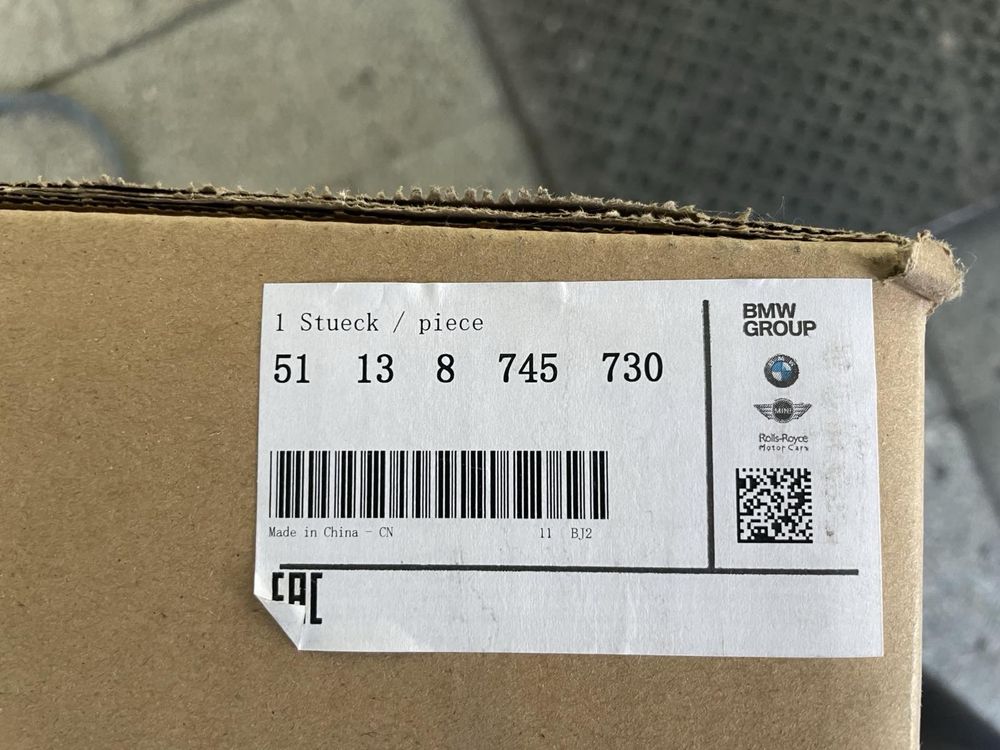 1 Stueck / piece
51 13 8 745 730
Made in China - CN 11 BJ2
EAC
BMW
GROUP
MINI
Rolls-Royce
Motor Cars